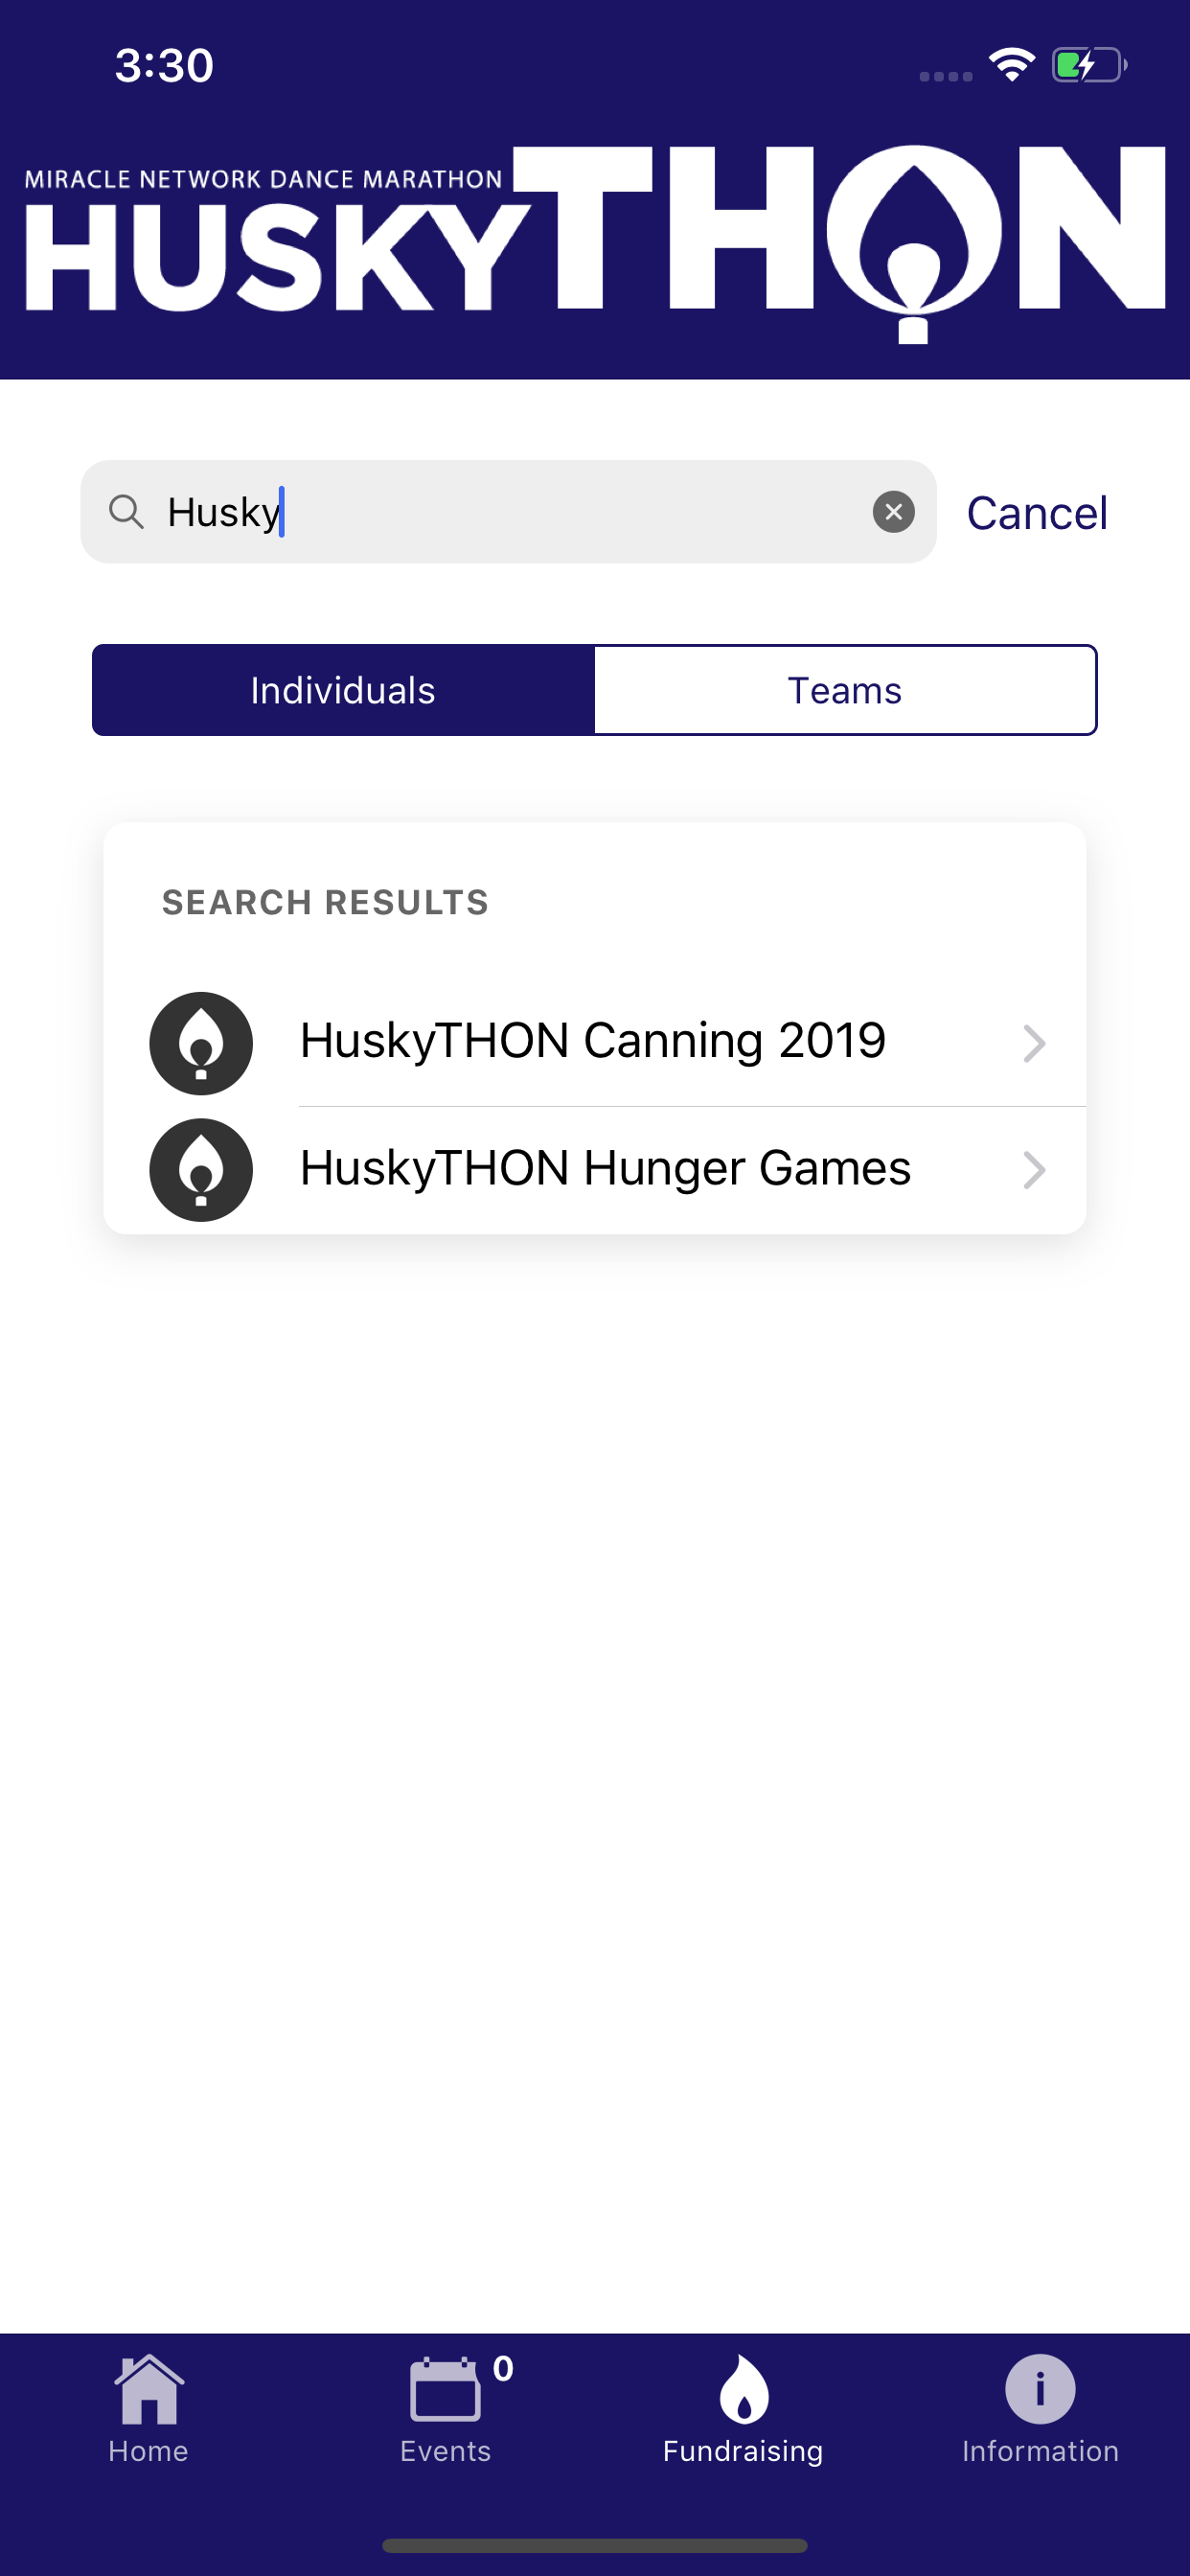 3:30
MIRACLE NETWORK DANCE MARATHON
HUSKYTHON
Husky
Cancel
Individuals
Teams
SEARCH RESULTS
HuskyTHON Canning 2019
HuskyTHON Hunger Games
0
Home
Events
Fundraising
Information